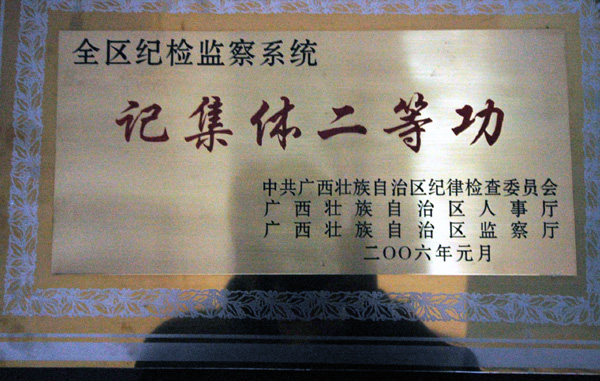 全区纪检监察系统
记集体二等功
中共广西壮族自治区纪律检查委员会
广西壮族自治区人事厅
广西壮族自治区监察厅
二〇〇六年元月